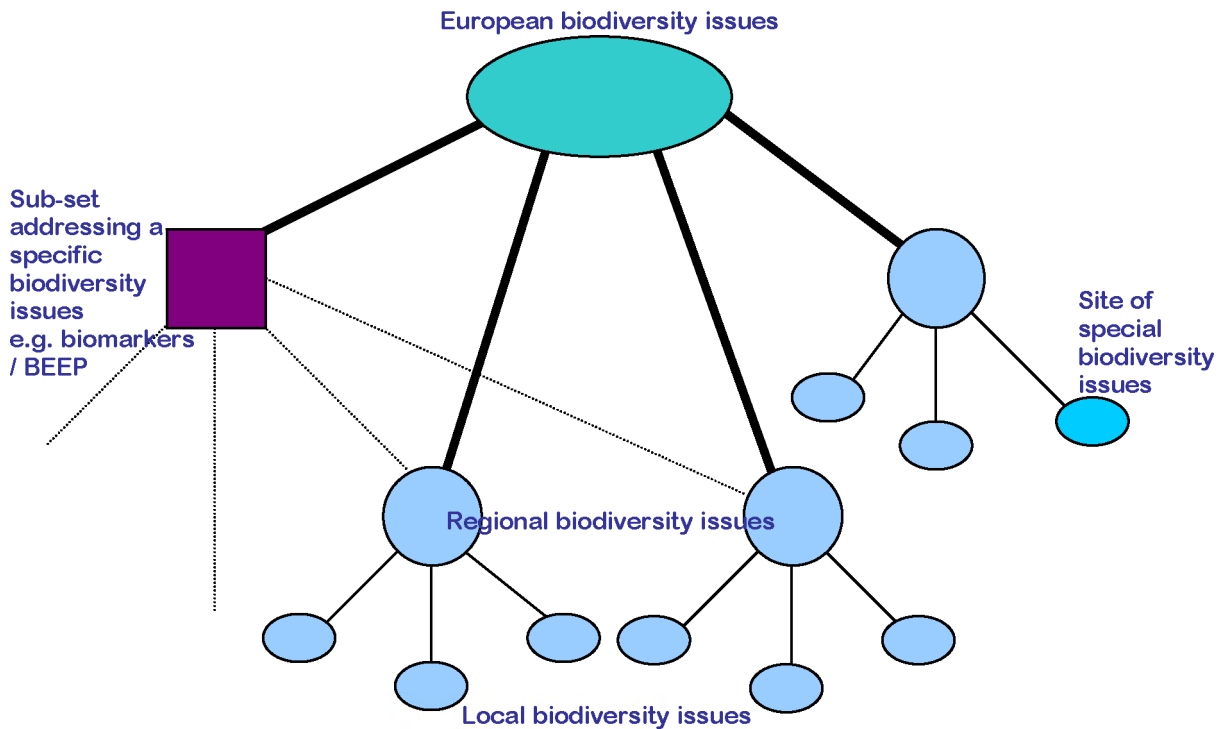 European biodiversity issues
Sub-set
addressing a
specific
biodiversity
issues
e.g. biomarkers
/ BEEP
Site of
special
biodiversity
issues
Regional biodiversity issues
Local biodiversity issues